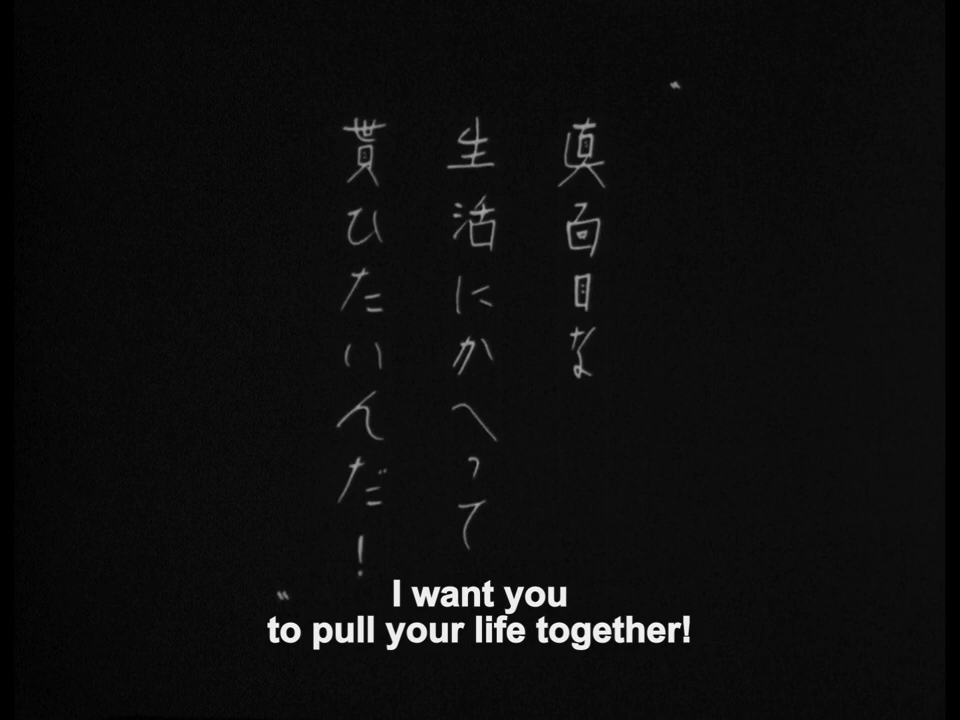 〝
真面目な
生活にかへって
貰ひたいんだ!
〟
I want you
to pull your life together!